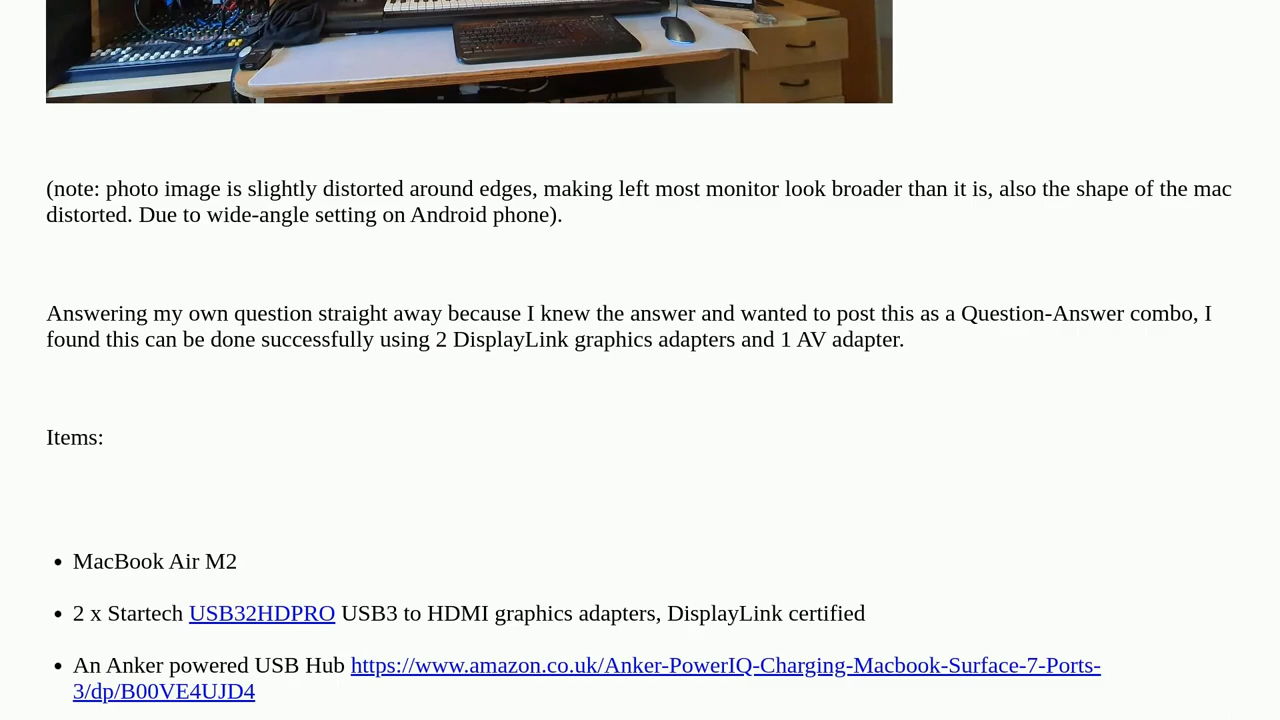 (note: photo image is slightly distorted around edges, making left most monitor look broader than it is, also the shape of the mac
distorted. Due to wide-angle setting on Android phone).
Answering my own question straight away because I knew the answer and wanted to post this as a Question-Answer combo, I
found this can be done successfully using 2 DisplayLink graphics adapters and 1 AV adapter.
Items:
• MacBook Air M2
• 2 x Startech USB32HDPRO USB3 to HDMI graphics adapters, DisplayLink certified
• An Anker powered USB Hub https://www.amazon.co.uk/Anker-PowerIQ-Charging-Macbook-Surface-7-Ports-
3/dp/B00VE4UJD4